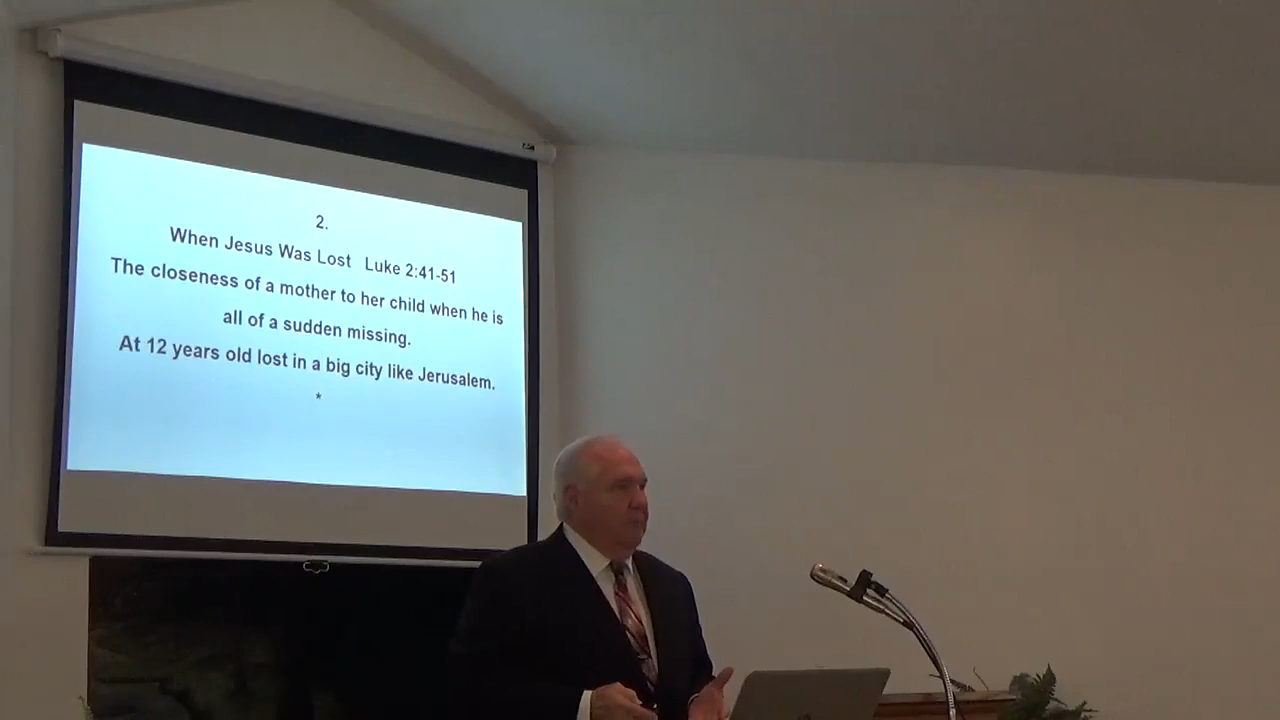 2.
When Jesus Was Lost Luke 2:41-51
The closeness of a mother to her child when he is
all of a sudden missing.
At 12 years old lost in a big city like Jerusalem.
*